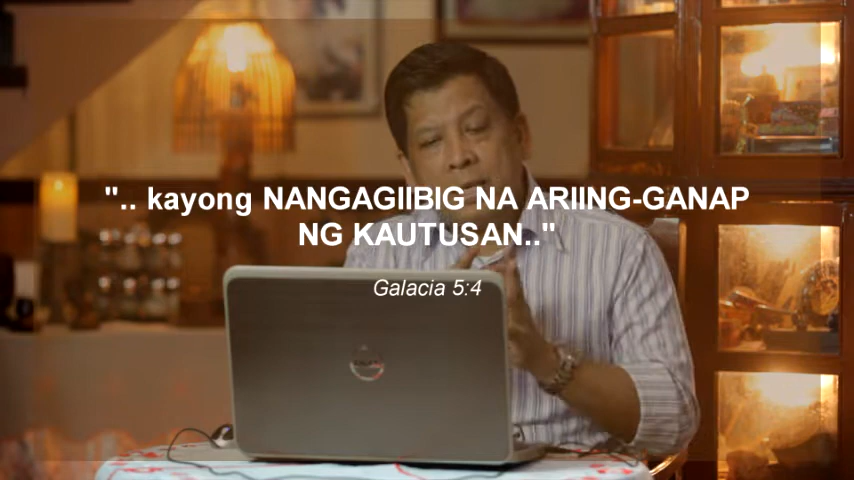 ".. kayong NANGAGIIBIG NA ARIING-GANAP
NG KAUTUSAN.."
Galacia 5:4